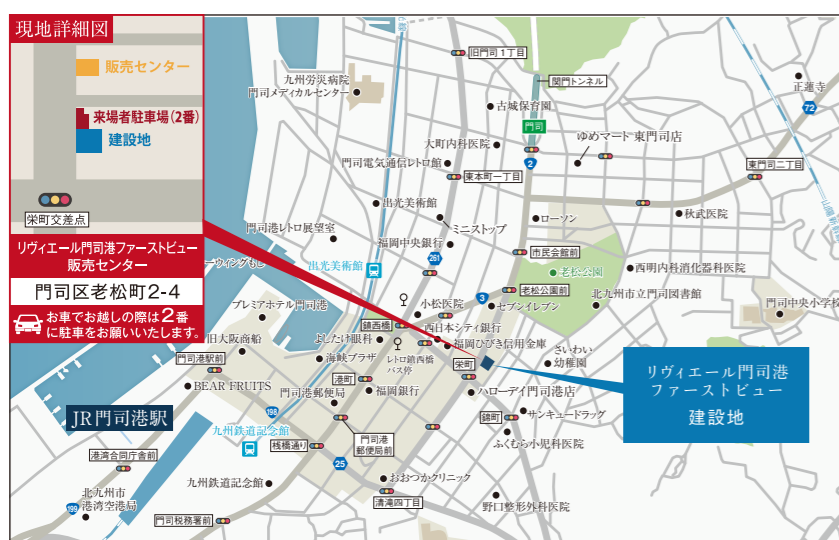 現地詳細図
販売センター
来場者駐車場(2番)
建設地
栄町交差点
リヴィエール門司港ファーストビュー
販売センター
門司区老松町2-4
お車でお越しの際は2番
に駐車をお願いいたします。
旧門司1丁目
関門トンネル
正蓮寺
九州労災病院
門司メディカルセンター
古城保育園
72
門司
大町内科医院
ゆめマート東門司店
2
門司電気通信レトロ館
東本町一丁目
東門司二丁目
出光美術館
ミニストップ
ローソン
秋武医院
門司港レトロ展望室
福岡中央銀行
市民会館前
261
出光美術館
老松公園
西明内科消化器科医院
老松公園前
3
セブンイレブン
北九州市立門司図書館
門司中央小学校
プレミアホテル門司港
小松医院
鎮西橋
西日本シティ銀行
旧大阪商船
よしたけ眼科
福岡ひびき信用金庫
さいわい
幼稚園
門司港駅前
海峡プラザ
レトロ鎮西橋
バス停
栄町
リヴィエール門司港
ファーストビュー
建設地
BEAR FRUITS
港町
福岡銀行
ハローデイ門司港店
門司港郵便局
JR門司港駅
198
錦町
サンキュードラッグ
九州鉄道記念館
門司港
郵便局前
ふくむら小児科医院
桟橋通り
港湾合同庁舎前
25
おおつかクリニック
九州鉄道記念館
北九州市
港湾空港局
199
清滝四丁目
野口整形外科医院
門司税務署前